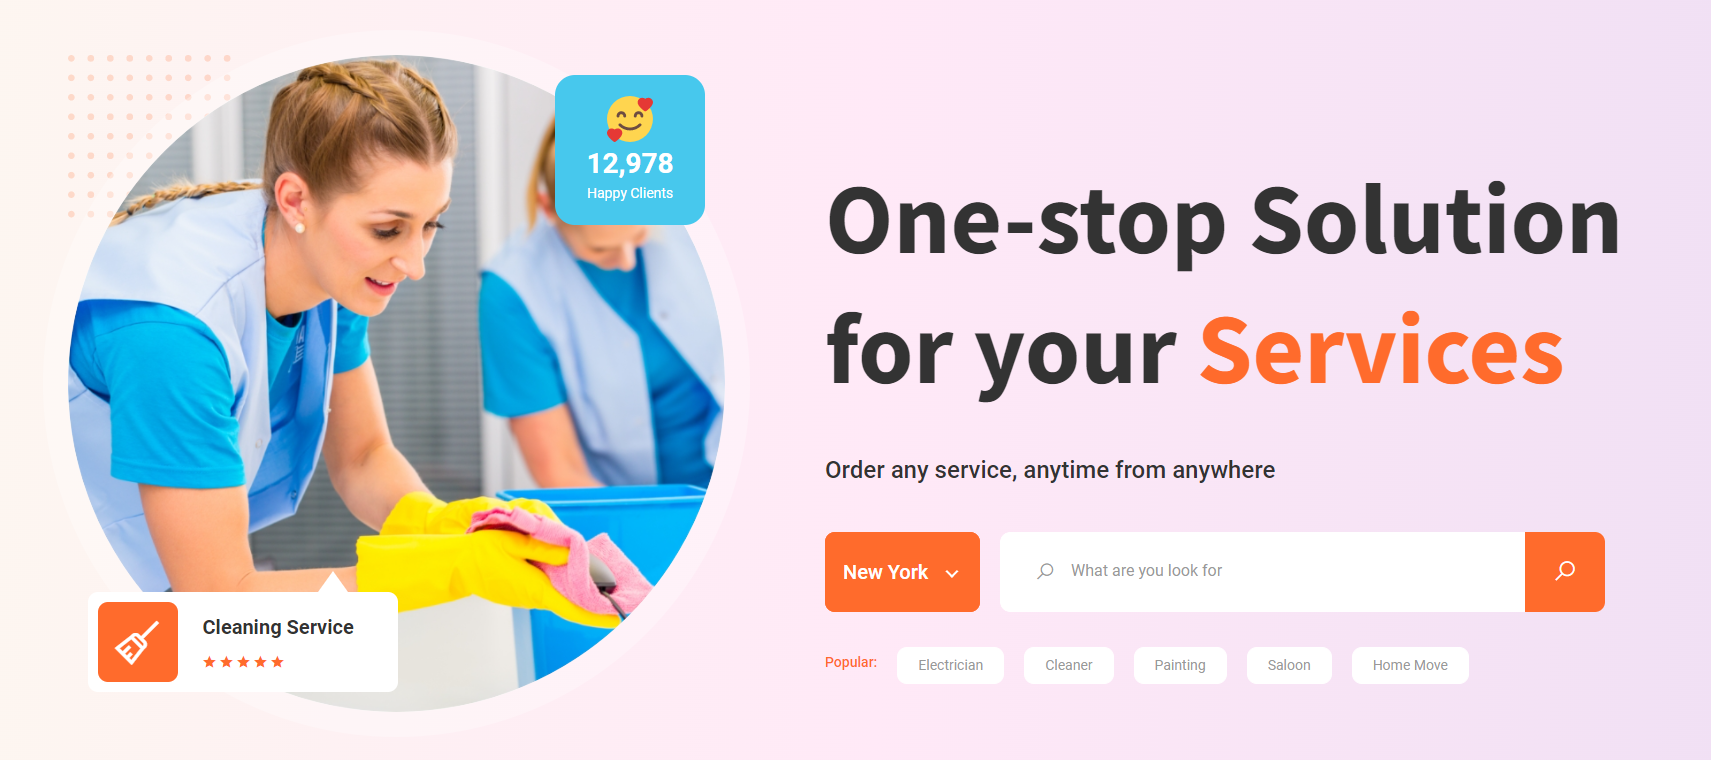 12,978
Happy Clients
Cleaning Service
One-stop Solution
for your Services
Order any service, anytime from anywhere
New York
What are you look for
Popular:
Electrician
Cleaner
Painting
Saloon
Home Move